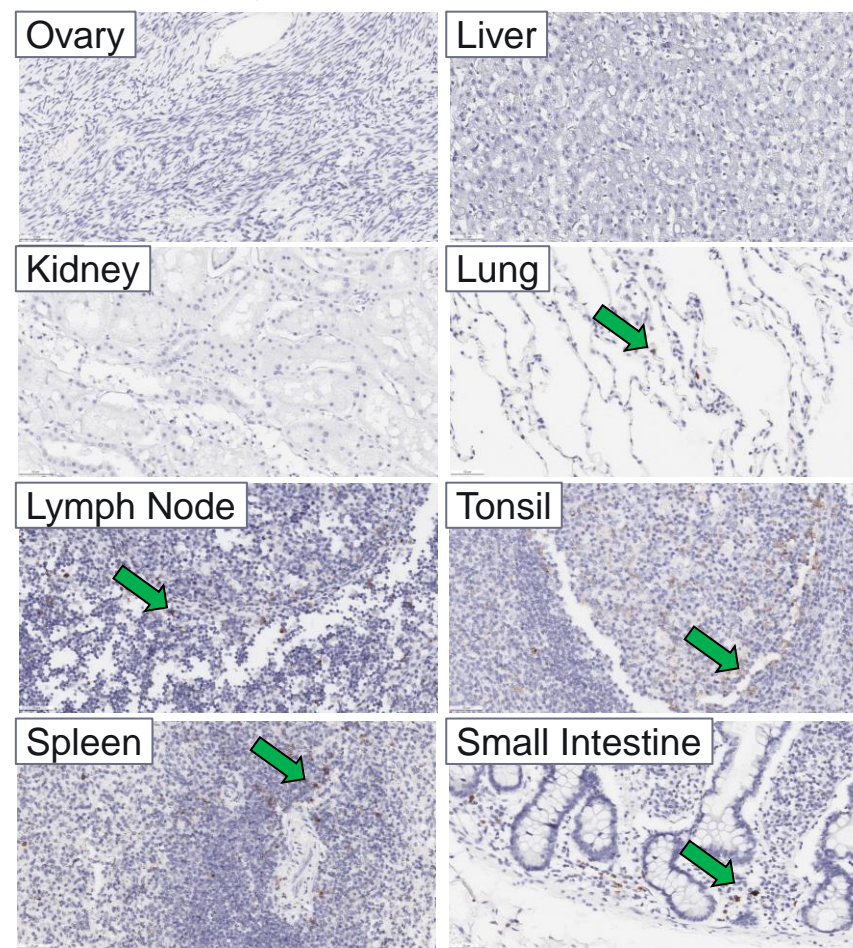 Ovary
Liver
Kidney
Lung
Lymph Node
Tonsil
Spleen
Small Intestine